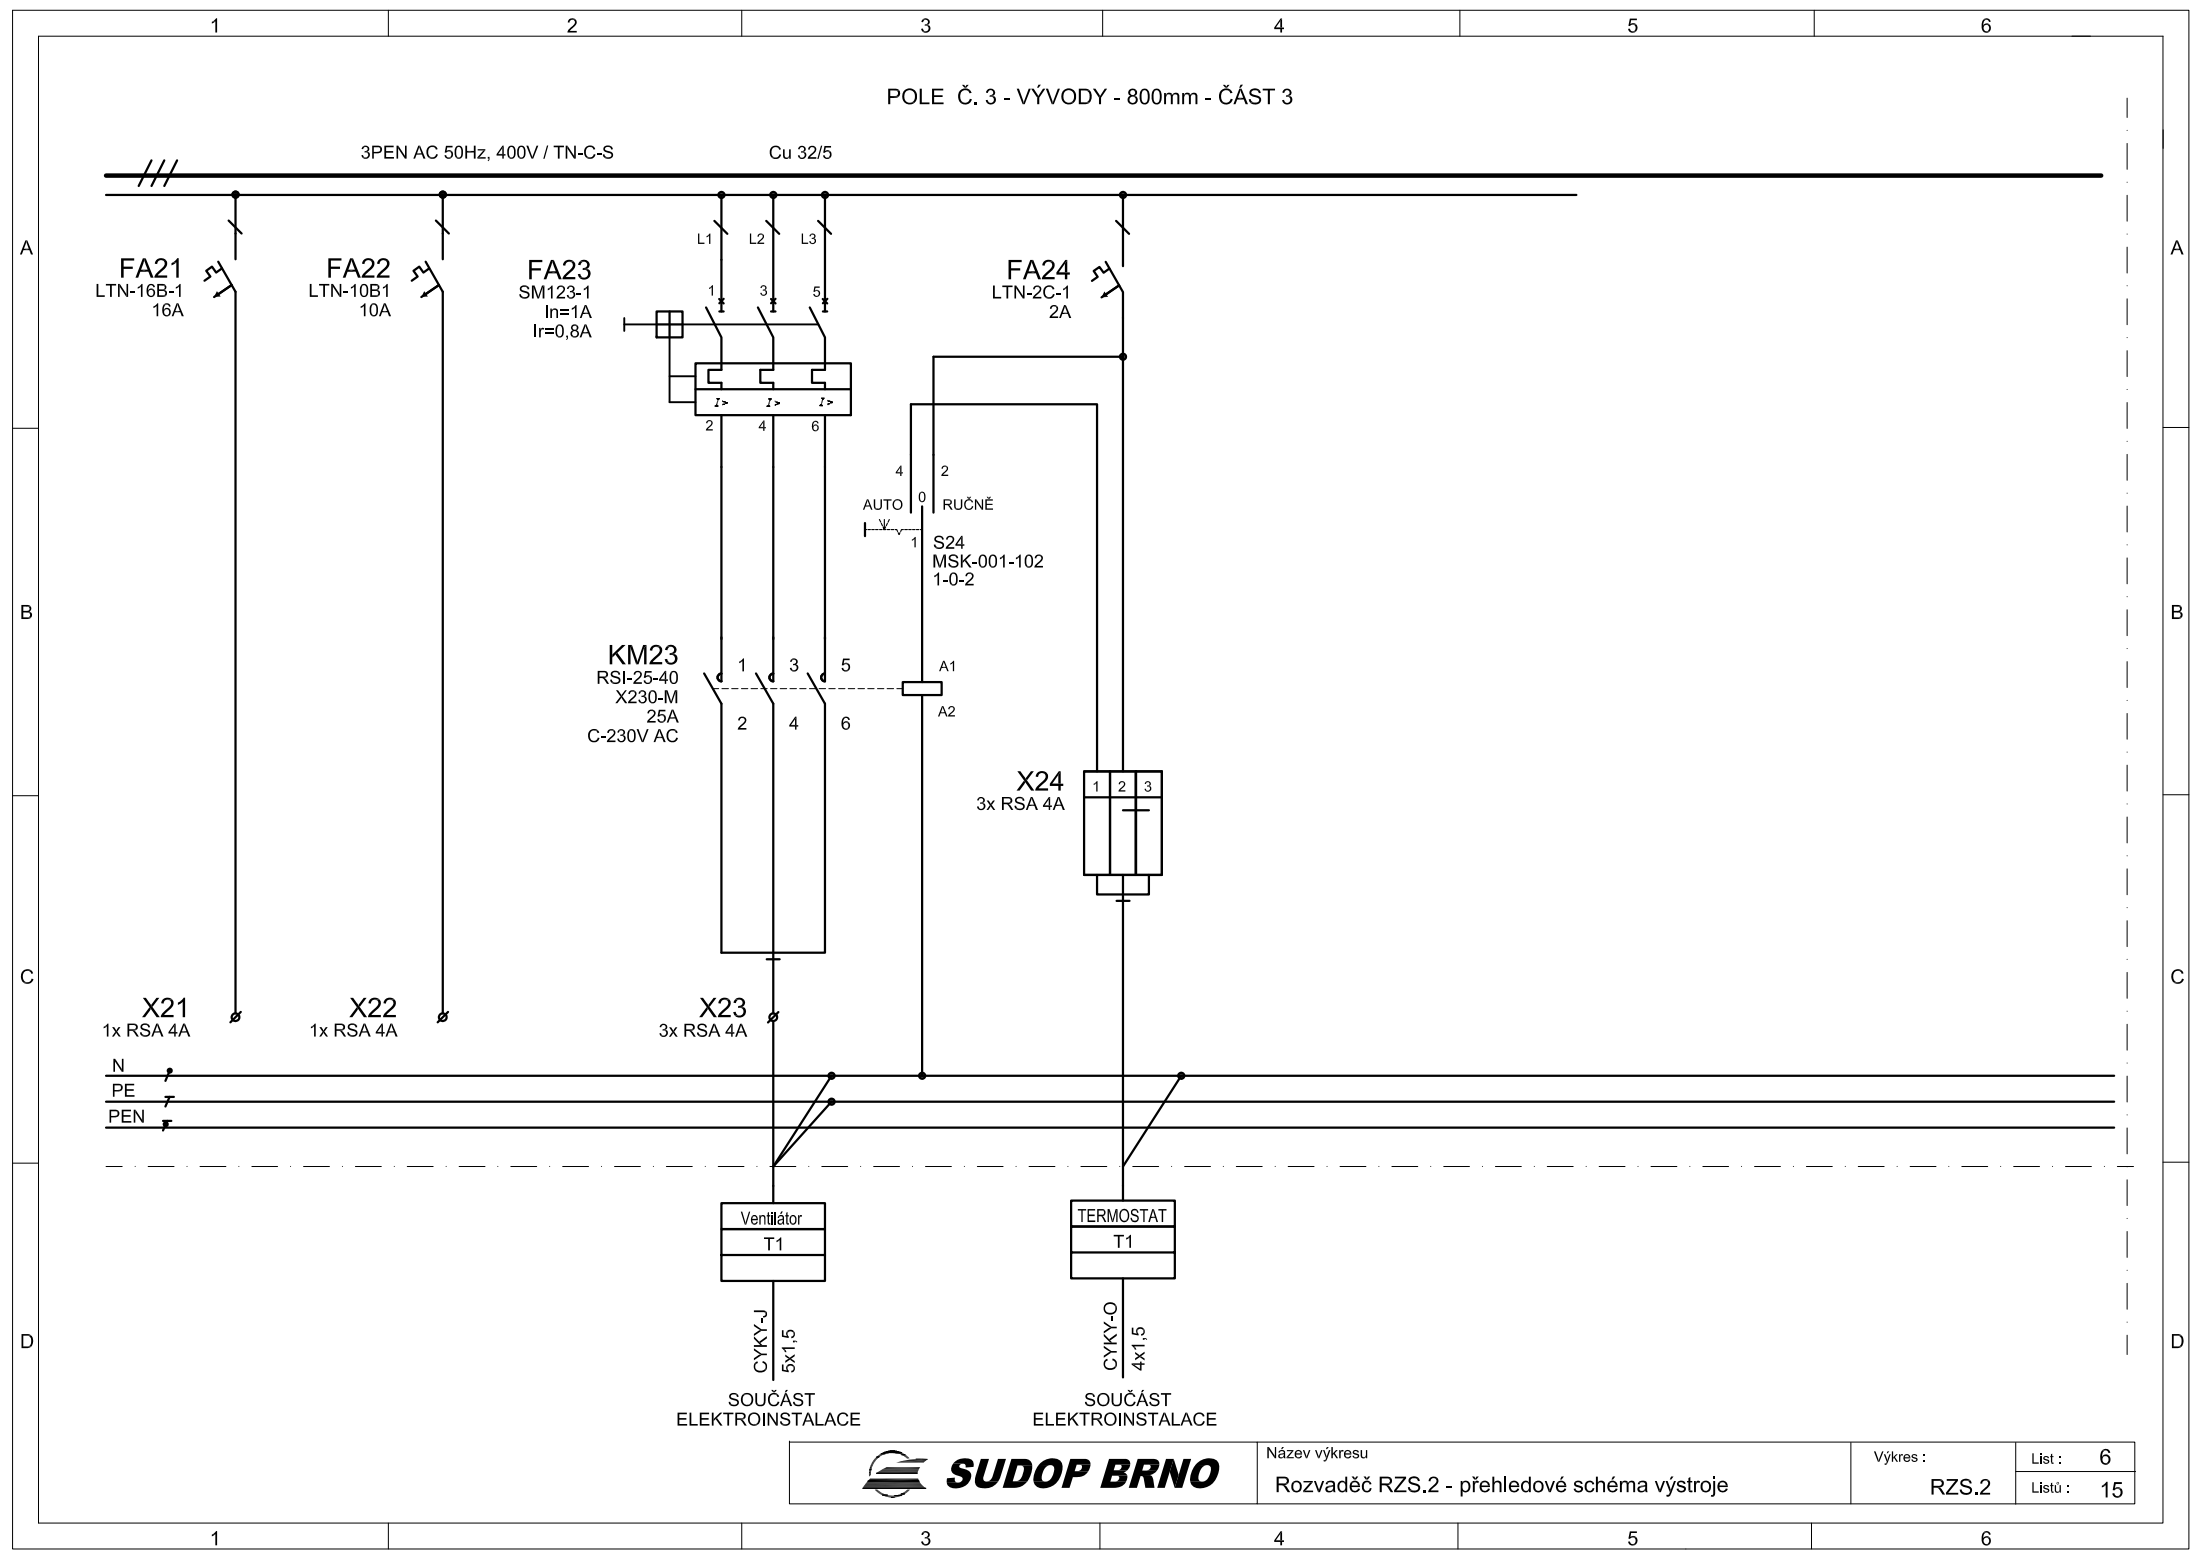 1 2 3 4 5 6
POLE Č. 3 - VÝVODY - 800mm - ČÁST 3
3PEN AC 50Hz, 400V / TN-C-S
Cu 32/5
A
A
L1
L2
L3
FA21
LTN-16B-1
16A
FA22
LTN-10B1
10A
FA23
SM123-1
In=1A
Ir=0,8A
1
3
5
I>
I>
I>
2
4
6
FA24
LTN-2C-1
2A
4
2
AUTO
0
RUČNĚ
1
S24
MSK-001-102
1-0-2
B
B
KM23
RSI-25-40
X230-M
25A
C-230V AC
1
3
5
2
4
6
A1
A2
X24
3x RSA 4A
1
2
3
C
C
X21
1x RSA 4A
X22
1x RSA 4A
X23
3x RSA 4A
N
PE
PEN
Ventilátor
T1
TERMOSTAT
T1
D
D
CYKY-J
5x1,5
CYKY-O
4x1,5
SOUČÁST
ELEKTROINSTALACE
SOUČÁST
ELEKTROINSTALACE
SUDOP BRNO
Název výkresu
Rozvaděč RZS.2 - přehledové schéma výstroje
Výkres :
RZS.2
List : 6
Listů : 15
1 2 3 4 5 6